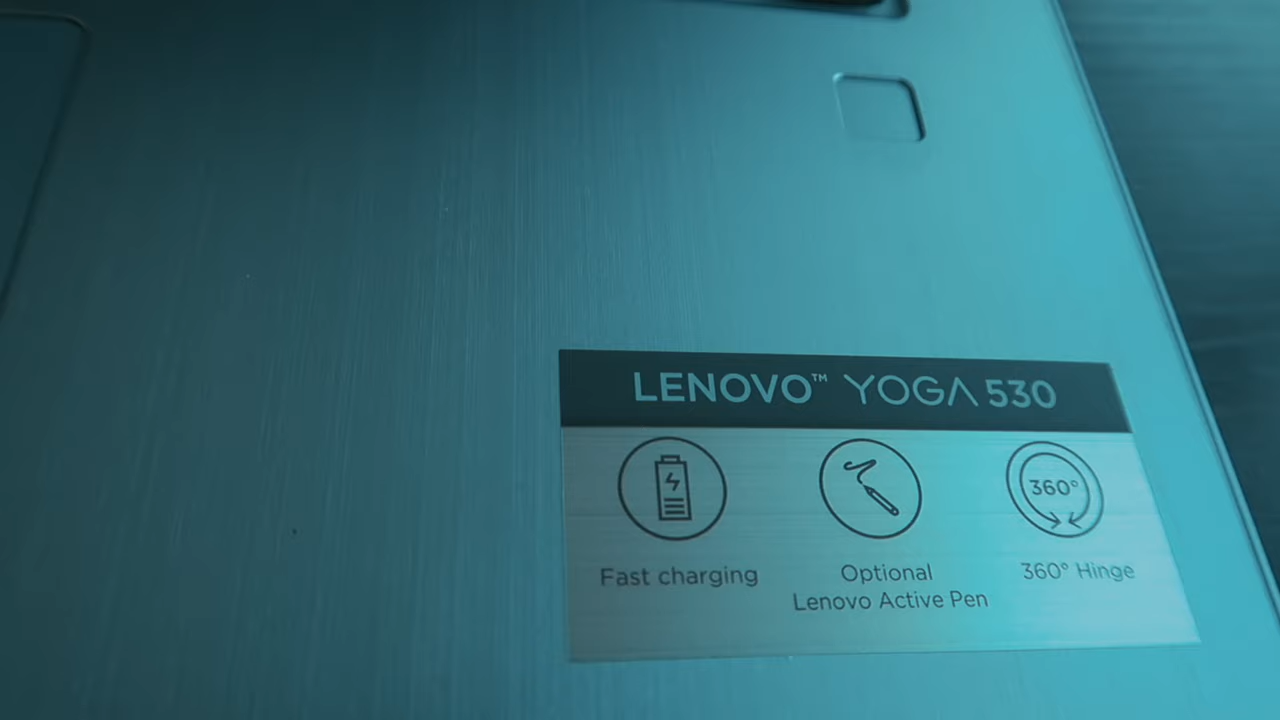 LENOVO™ YOGA 530
360°
Fast charging
Optional
Lenovo Active Pen
360° Hinge